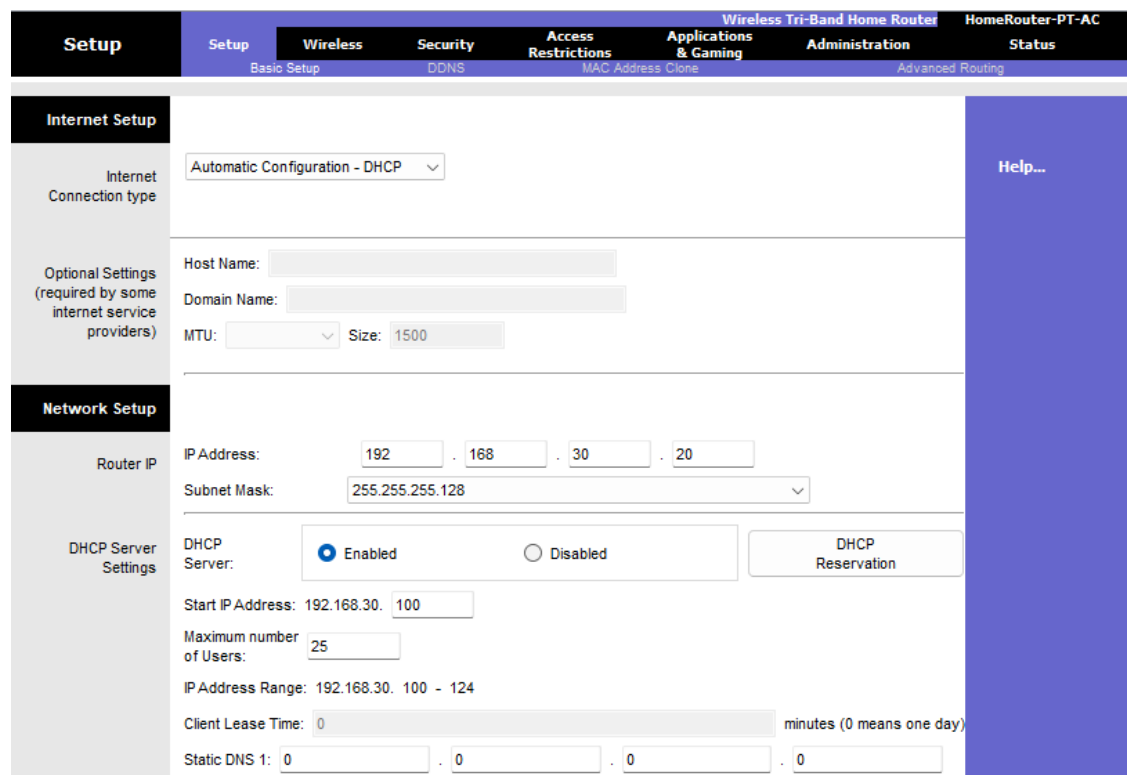 Wireless Tri-Band Home Router HomeRouter-PT-AC
Setup
Setup Wireless Security Access Restrictions Applications & Gaming Administration Status
Basic Setup DDNS MAC Address Clone Advanced Routing
Internet Setup
Internet Connection type
Automatic Configuration - DHCP
Help...
Optional Settings (required by some internet service providers)
Host Name:
Domain Name:
MTU: Size: 1500
Network Setup
Router IP
IP Address: 192 . 168 . 30 . 20
Subnet Mask: 255.255.255.128
DHCP Server Settings
DHCP Server: Enabled Disabled DHCP Reservation
Start IP Address: 192.168.30. 100
Maximum number of Users: 25
IP Address Range: 192.168.30. 100 - 124
Client Lease Time: 0 minutes (0 means one day)
Static DNS 1: 0 . 0 . 0 . 0